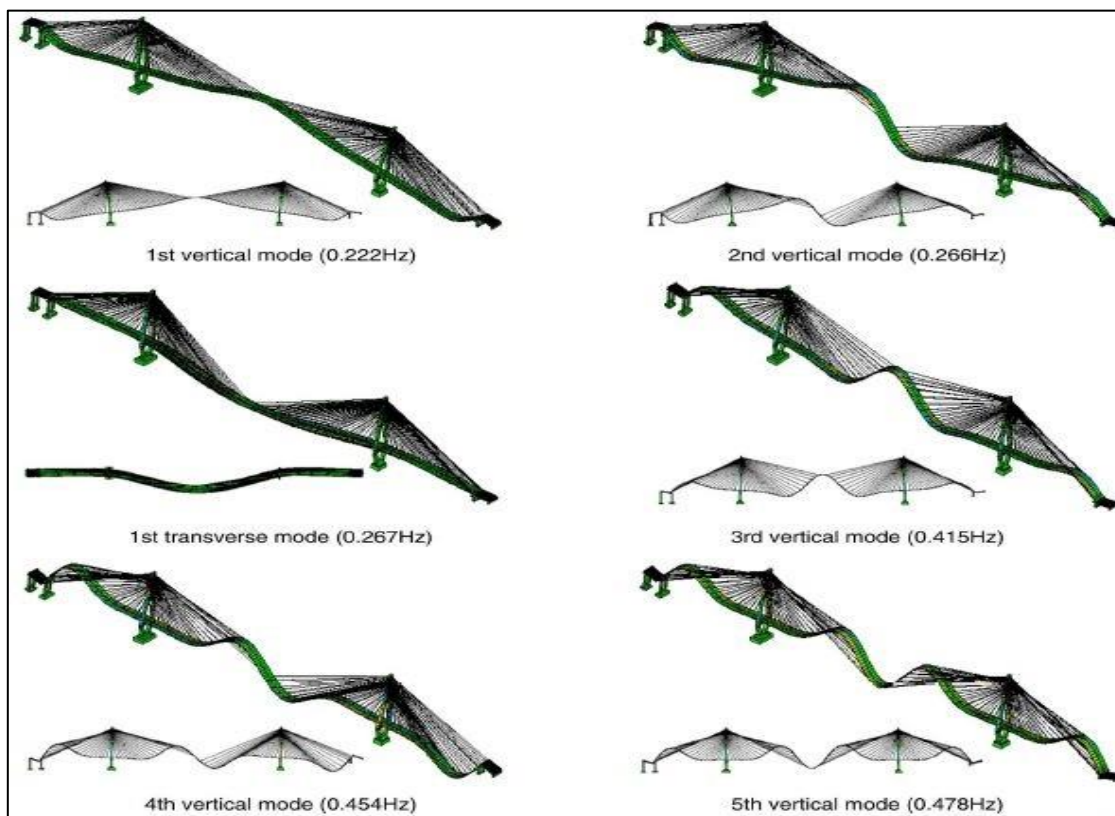 1st vertical mode (0.222Hz)
2nd vertical mode (0.266Hz)
1st transverse mode (0.267Hz)
3rd vertical mode (0.415Hz)
4th vertical mode (0.454Hz)
5th vertical mode (0.478Hz)